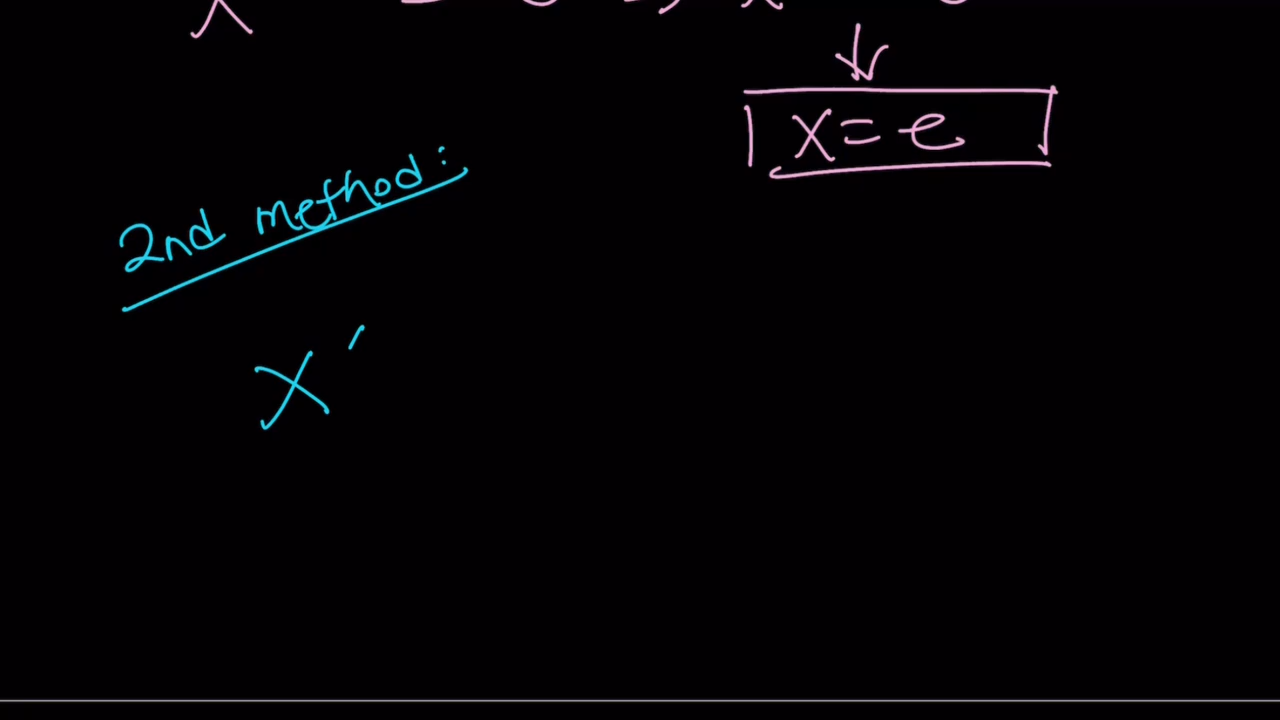 x = e
2nd method:
x